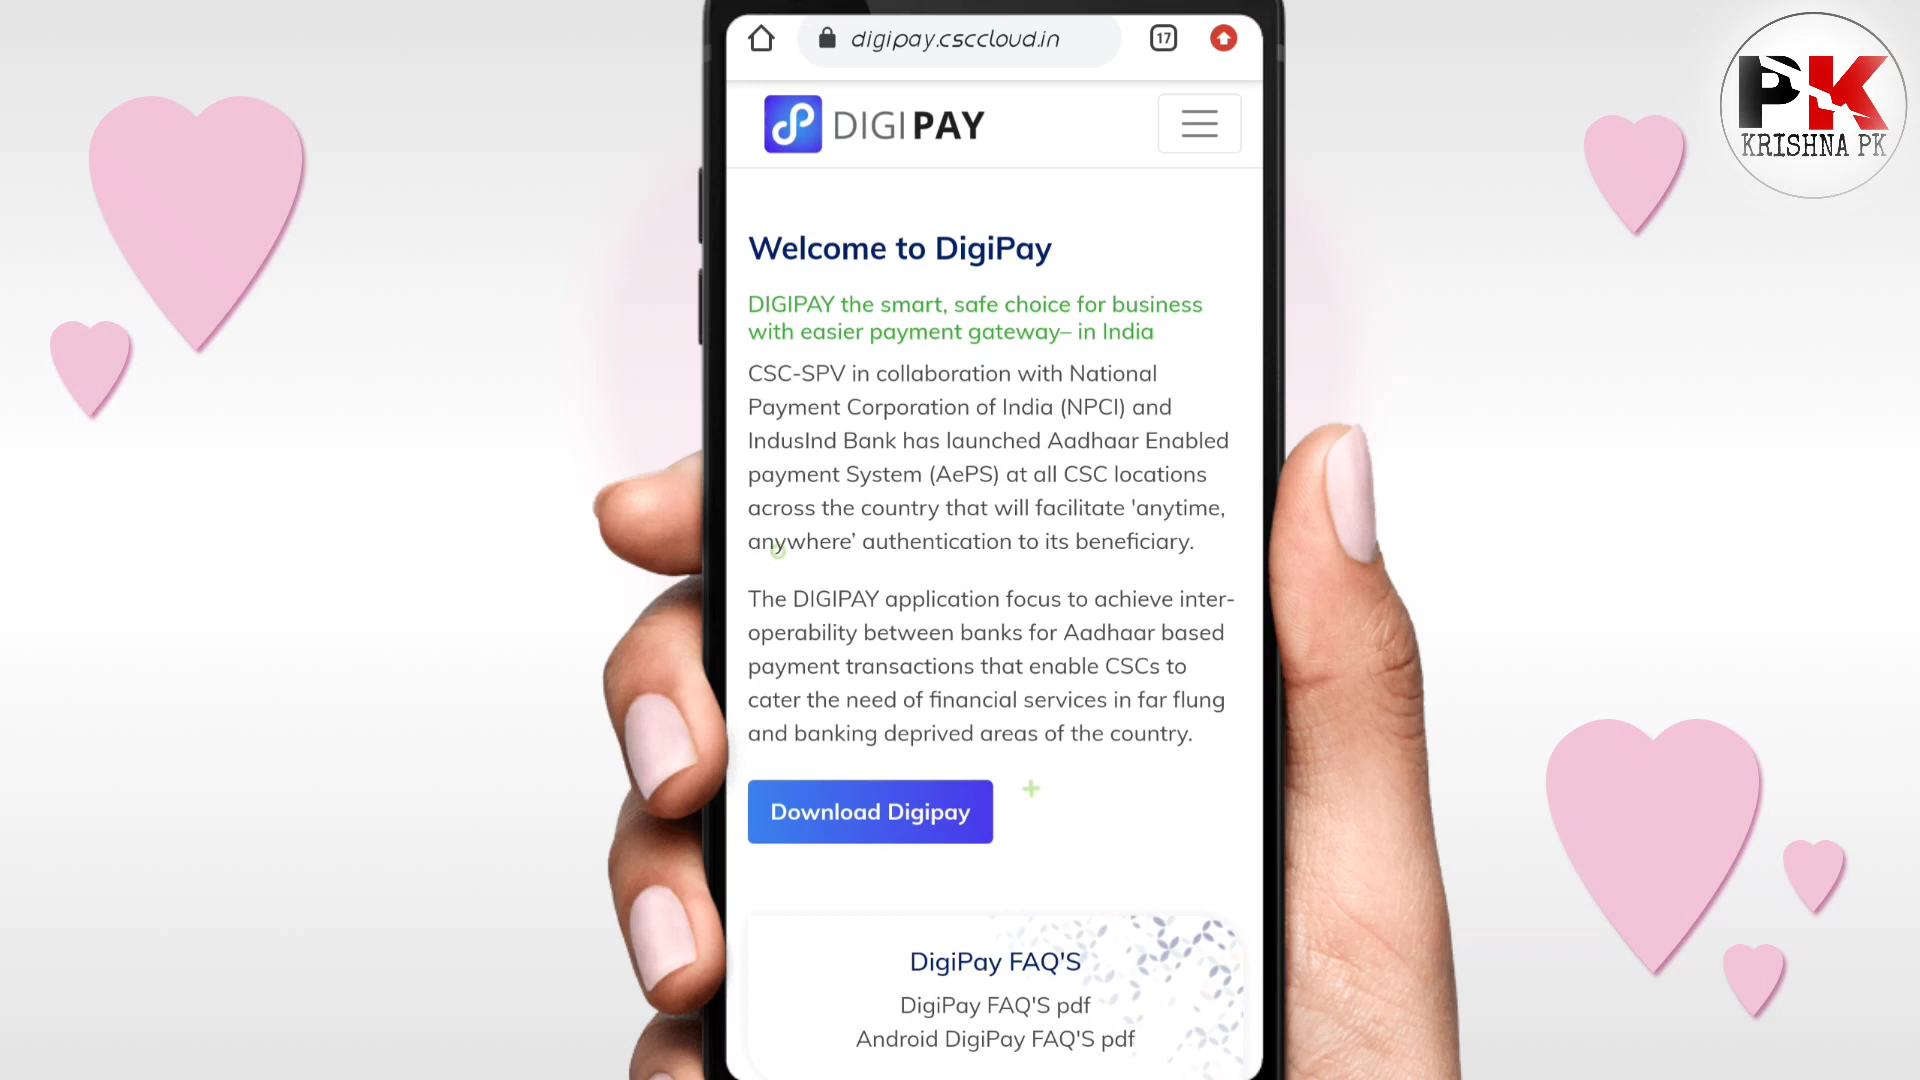 digipay.csccloud.in
17
DIGIPAY
PK
KRISHNA PK
Welcome to DigiPay
DIGIPAY the smart, safe choice for business
with easier payment gateway– in India
CSC-SPV in collaboration with National
Payment Corporation of India (NPCI) and
IndusInd Bank has launched Aadhaar Enabled
payment System (AePS) at all CSC locations
across the country that will facilitate 'anytime,
anywhere’ authentication to its beneficiary.
The DIGIPAY application focus to achieve inter-
operability between banks for Aadhaar based
payment transactions that enable CSCs to
cater the need of financial services in far flung
and banking deprived areas of the country.
Download Digipay
DigiPay FAQ'S
DigiPay FAQ'S pdf
Android DigiPay FAQ'S pdf